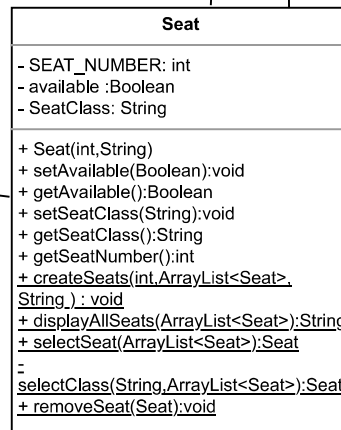 Seat
- SEAT_NUMBER: int
- available :Boolean
- SeatClass: String
+ Seat(int,String)
+ setAvailable(Boolean):void
+ getAvailable():Boolean
+ setSeatClass(String):void
+ getSeatClass():String
+ getSeatNumber():int
+ createSeats(int,ArrayList<Seat>,
String ) : void
+ displayAllSeats(ArrayList<Seat>):String
+ selectSeat(ArrayList<Seat>):Seat
-
selectClass(String,ArrayList<Seat>):Seat
+ removeSeat(Seat):void